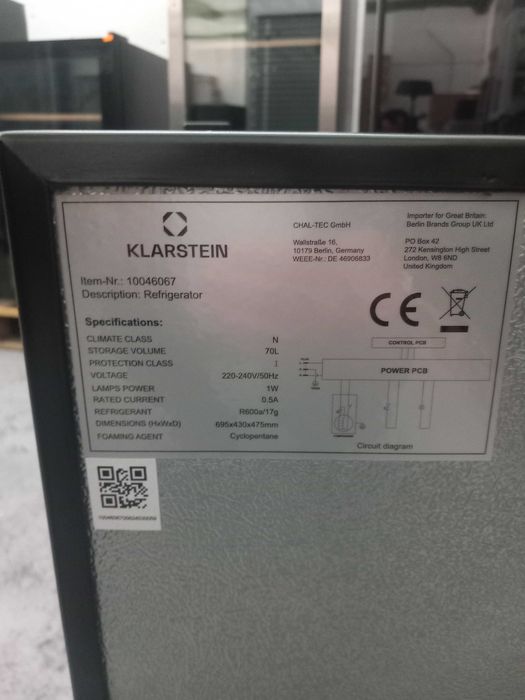 KLARSTEIN
CHAL-TEC GmbH
Wallstraße 16,
10179 Berlin, Germany
WEEE-Nr.: DE 46906833
Importer for Great Britain:
Berlin Brands Group UK Ltd
PO Box 42
272 Kensington High Street
London, W8 6ND
United Kingdom
Item-Nr.: 10046067
Description: Refrigerator
Specifications:
CLIMATE CLASS N
STORAGE VOLUME 70L
PROTECTION CLASS I
VOLTAGE 220-240V/50Hz
LAMPS POWER 1W
RATED CURRENT 0.5A
REFRIGERANT R600a/17g
DIMENSIONS (HxWxD) 695x430x475mm
FOAMING AGENT Cyclopentane
CE
CONTROL PCB
POWER PCB
Circuit diagram